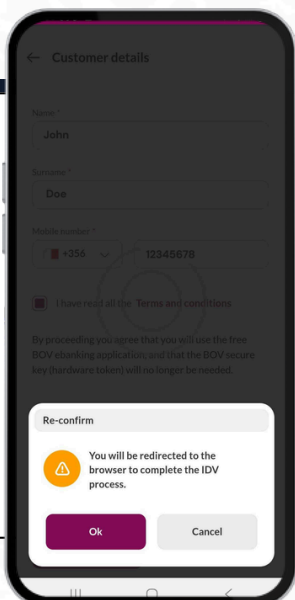 Customer details
Name *
John
Surname *
Doe
Mobile number *
+356
12345678
I have read all the Terms and conditions
By proceeding you agree that you will use the free
BOV ebanking application, and that the BOV secure
key (hardware token) will no longer be needed.
Re-confirm
You will be redirected to the
browser to complete the IDV
process.
Ok
Cancel